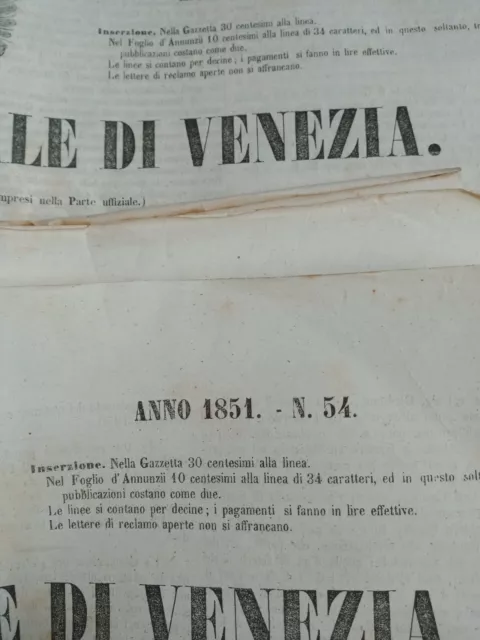 Inserzione. Nella Gazzetta 30 centesimi alla linea.
Nel Foglio d'Annunzii 10 centesimi alla linea di 34 caratteri, ed in questo soltanto,
pubblicazioni costano come due.
Le linee si contano per decine; i pagamenti si fanno in lire effettive.
Le lettere di reclamo aperte non si affrancano.
LE DI VENEZIA.
mpresi nella Parte uffiziale.)
ANNO 1851. - N. 54.
Inserzione. Nella Gazzetta 30 centesimi alla linea.
Nel Foglio d'Annunzii 10 centesimi alla linea di 34 caratteri, ed in questo solt
pubblicazioni costano come due.
Le linee si contano per decine; i pagamenti si fanno in lire effettive.
Le lettere di reclamo aperte non si affrancano.
E DI VENEZIA